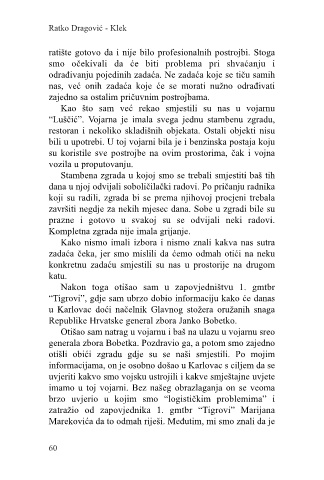 Ratko Dragović - Klek
ratište gotovo da i nije bilo profesionalnih postrojbi. Stoga
smo očekivali da će biti problema pri shvaćanju i
odrađivanju pojedinih zadaća. Ne zadaća koje se tiču samih
nas, već onih zadaća koje će se morati nužno odrađivati
zajedno sa ostalim pričuvnim postrojbama.
Kao što sam već rekao smjestili su nas u vojarnu
“Luščić”. Vojarna je imala svega jednu stambenu zgradu,
restoran i nekoliko skladišnih objekata. Ostali objekti nisu
bili u upotrebi. U toj vojarni bila je i benzinska postaja koju
su koristile sve postrojbe na ovim prostorima, čak i vojna
vozila u proputovanju.
Stambena zgrada u kojoj smo se trebali smjestiti baš tih
dana u njoj odvijali soboličilački radovi. Po pričanju radnika
koji su radili, zgrada bi se prema njihovoj procjeni trebala
završiti negdje za nekih mjesec dana. Sobe u zgradi bile su
prazne i gotovo u svakoj su se odvijali neki radovi.
Kompletna zgrada nije imala grijanje.
Kako nismo imali izbora i nismo znali kakva nas sutra
zadaća čeka, jer smo mislili da ćemo odmah otići na neku
konkretnu zadaću smjestili su nas u prostorije na drugom
katu.
Nakon toga otišao sam u zapovjedništvu 1. gmtbr
“Tigrovi”, gdje sam ubrzo dobio informaciju kako će danas
u Karlovac doći načelnik Glavnog stožera oružanih snaga
Republike Hrvatske general zbora Janko Bobetko.
Otišao sam natrag u vojarnu i baš na ulazu u vojarnu sreo
generala zbora Bobetka. Pozdravio ga, a potom smo zajedno
otišli obići zgradu gdje su se naši smjestili. Po mojim
informacijama, on je osobno došao u Karlovac s ciljem da se
uvjeriti kakvo smo vojsku ustrojili i kakve smještajne uvjete
imamo u toj vojarni. Bez našeg obrazlaganja on se veoma
brzo uvjerio u kojim smo “logističkim problemima” i
zatražio od zapovjednika 1. gmtbr “Tigrovi” Marijana
Marekovića da to odmah riješi. Međutim, mi smo znali da je
60